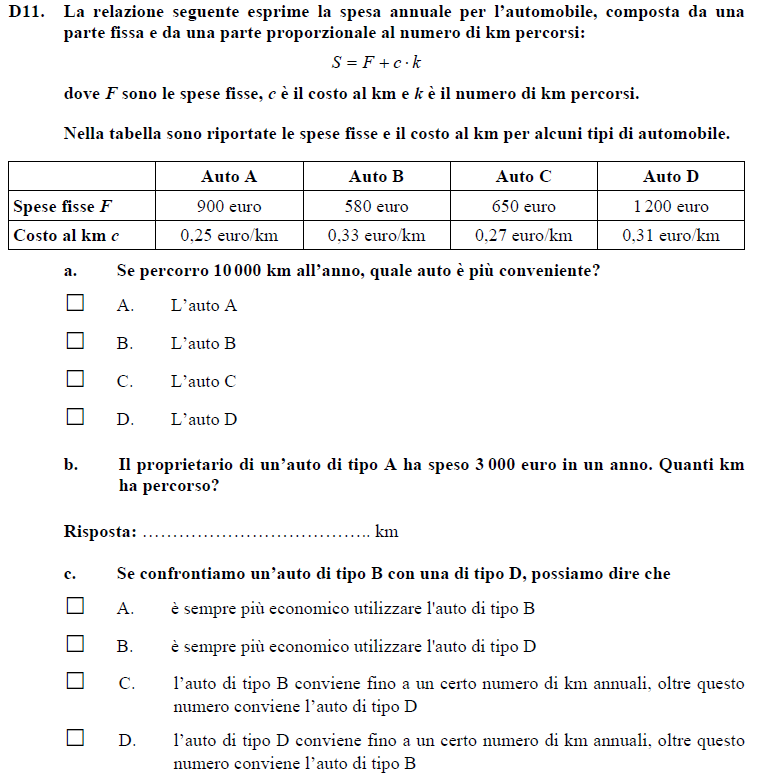 D11. La relazione seguente esprime la spesa annuale per l’automobile, composta da una
parte fissa e da una parte proporzionale al numero di km percorsi:
S = F + c · k
dove F sono le spese fisse, c è il costo al km e k è il numero di km percorsi.
Nella tabella sono riportate le spese fisse e il costo al km per alcuni tipi di automobile.
Auto A Auto B Auto C Auto D
Spese fisse F 900 euro 580 euro 650 euro 1 200 euro
Costo al km c 0,25 euro/km 0,33 euro/km 0,27 euro/km 0,31 euro/km
a. Se percorro 10 000 km all’anno, quale auto è più conveniente?
A. L’auto A
B. L’auto B
C. L’auto C
D. L’auto D
b. Il proprietario di un’auto di tipo A ha speso 3 000 euro in un anno. Quanti km
ha percorso?
Risposta: ……………………………….. km
c. Se confrontiamo un’auto di tipo B con una di tipo D, possiamo dire che
A. è sempre più economico utilizzare l'auto di tipo B
B. è sempre più economico utilizzare l'auto di tipo D
C. l’auto di tipo B conviene fino a un certo numero di km annuali, oltre questo
numero conviene l’auto di tipo D
D. l’auto di tipo D conviene fino a un certo numero di km annuali, oltre questo
numero conviene l’auto di tipo B